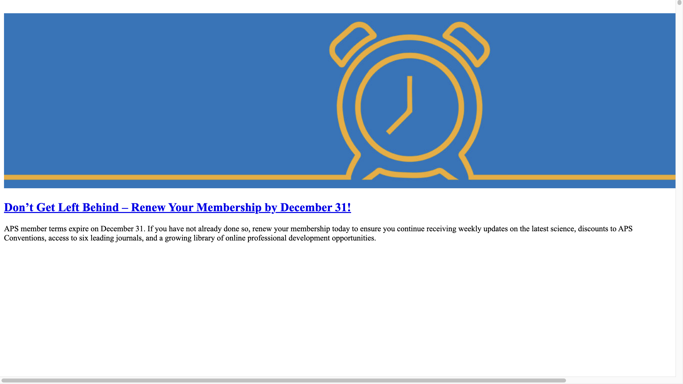 Don’t Get Left Behind – Renew Your Membership by December 31!
APS member terms expire on December 31. If you have not already done so, renew your membership today to ensure you continue receiving weekly updates on the latest science, discounts to APS
Conventions, access to six leading journals, and a growing library of online professional development opportunities.